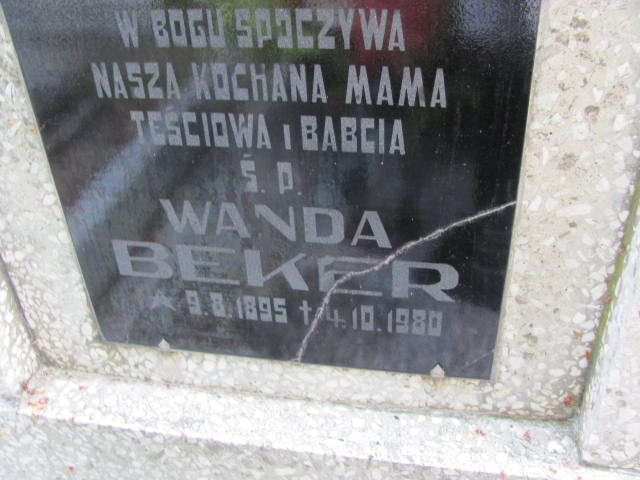 W BOGU SPOCZYWA
NASZA KOCHANA MAMA
TEŚCIOWA i BABCIA
Ś. P.
WANDA
BEKER
★ 9.8.1895 † 4.10.1980